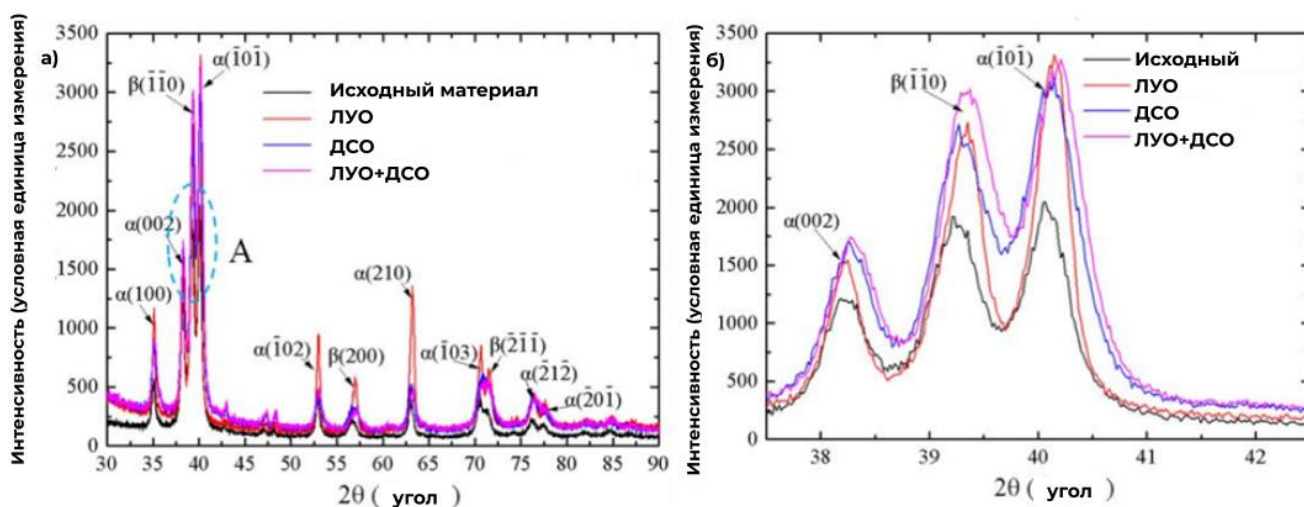 а)
Интенсивность (условная единица измерения)
3500
3000
2500
2000
1500
1000
500
0
30 35 40 45 50 55 60 65 70 75 80 85 90
2θ ( угол )
α(1̄01̄)
β(1̄1̄0)
α(002)
A
α(100)
α(1̄02)
β(200)
α(210)
α(1̄03)
β(2̄1̄1̄)
α(2̄12̄)
α(2̄01̄)
Исходный материал
ЛУО
ДСО
ЛУО+ДСО
б)
Интенсивность (условная единица измерения)
3500
3000
2500
2000
1500
1000
500
0
38 39 40 41 42
2θ ( угол )
α(002)
β(1̄1̄0)
α(1̄01̄)
Исходный
ЛУО
ДСО
ЛУО+ДСО